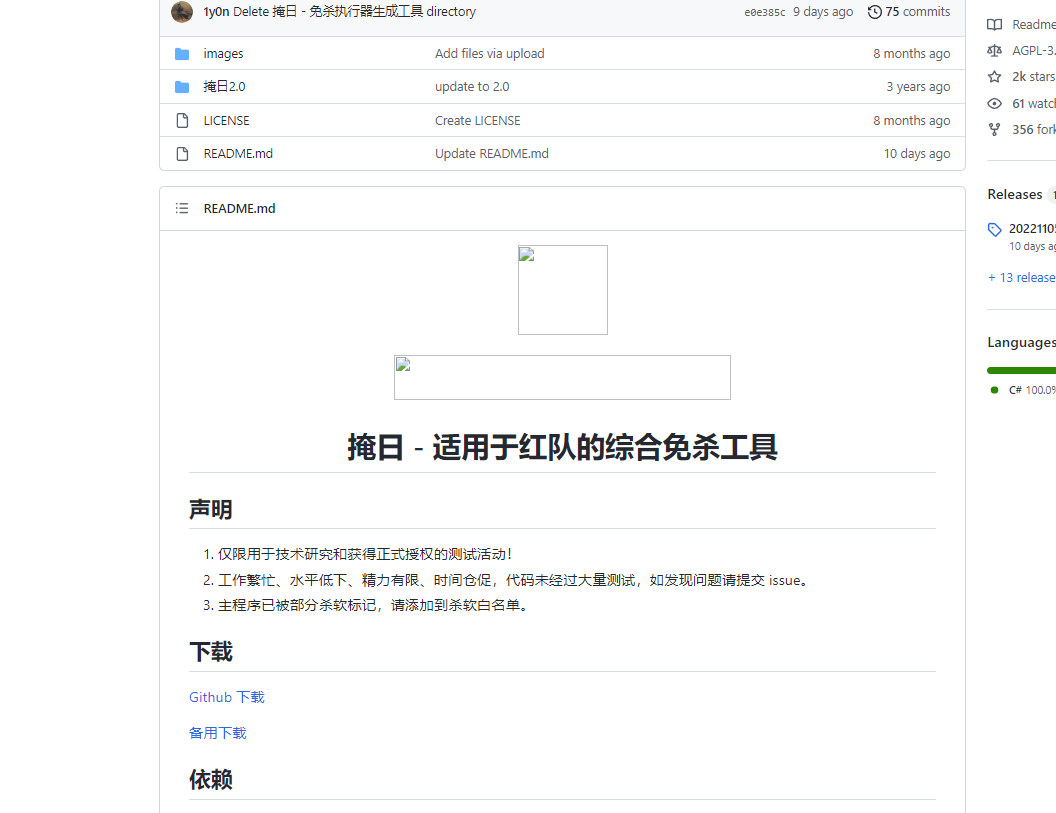 1y0n Delete 掩日 - 免杀执行器生成工具 directory e0e385c 9 days ago 75 commits
images Add files via upload 8 months ago
掩日2.0 update to 2.0 3 years ago
LICENSE Create LICENSE 8 months ago
README.md Update README.md 10 days ago
README.md
掩日 - 适用于红队的综合免杀工具
声明
1. 仅限用于技术研究和获得正式授权的测试活动！
2. 工作繁忙、水平低下、精力有限、时间仓促，代码未经过大量测试，如发现问题请提交 issue。
3. 主程序已被部分杀软标记，请添加到杀软白名单。
下载
Github 下载
备用下载
依赖
Readme
AGPL-3.
2k stars
61 watch
356 fork
Releases 1
20221105
10 days ag
+ 13 release
Languages
C# 100.0%